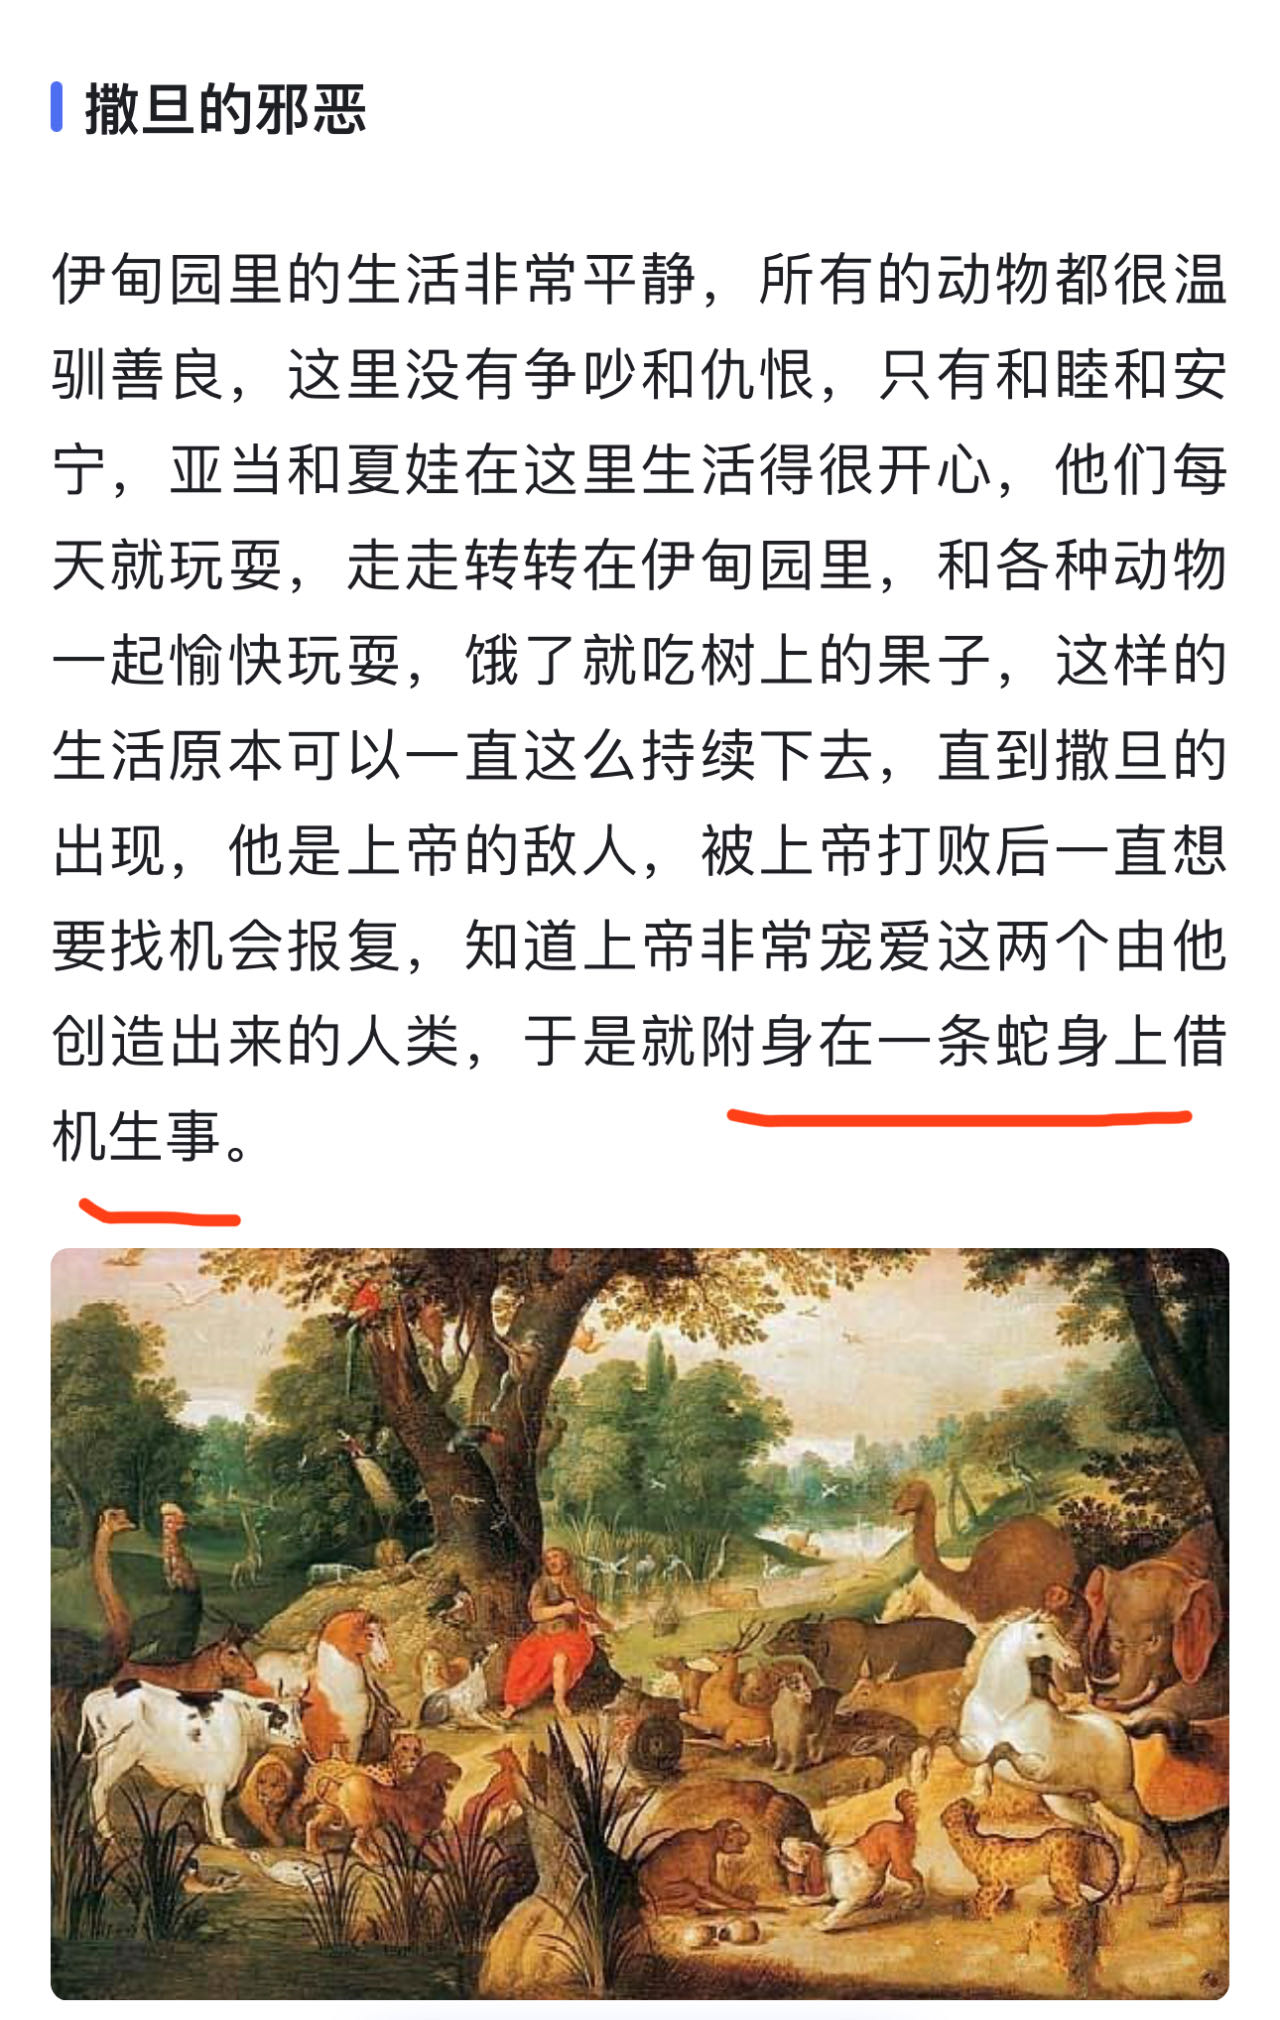 撒旦的邪恶
伊甸园里的生活非常平静，所有的动物都很温
驯善良，这里没有争吵和仇恨，只有和睦和安
宁，亚当和夏娃在这里生活得很开心，他们每
天就玩耍，走走转转在伊甸园里，和各种动物
一起愉快玩耍，饿了就吃树上的果子，这样的
生活原本可以一直这么持续下去，直到撒旦的
出现，他是上帝的敌人，被上帝打败后一直想
要找机会报复，知道上帝非常宠爱这两个由他
创造出来的人类，于是就附身在一条蛇身上借
机生事。